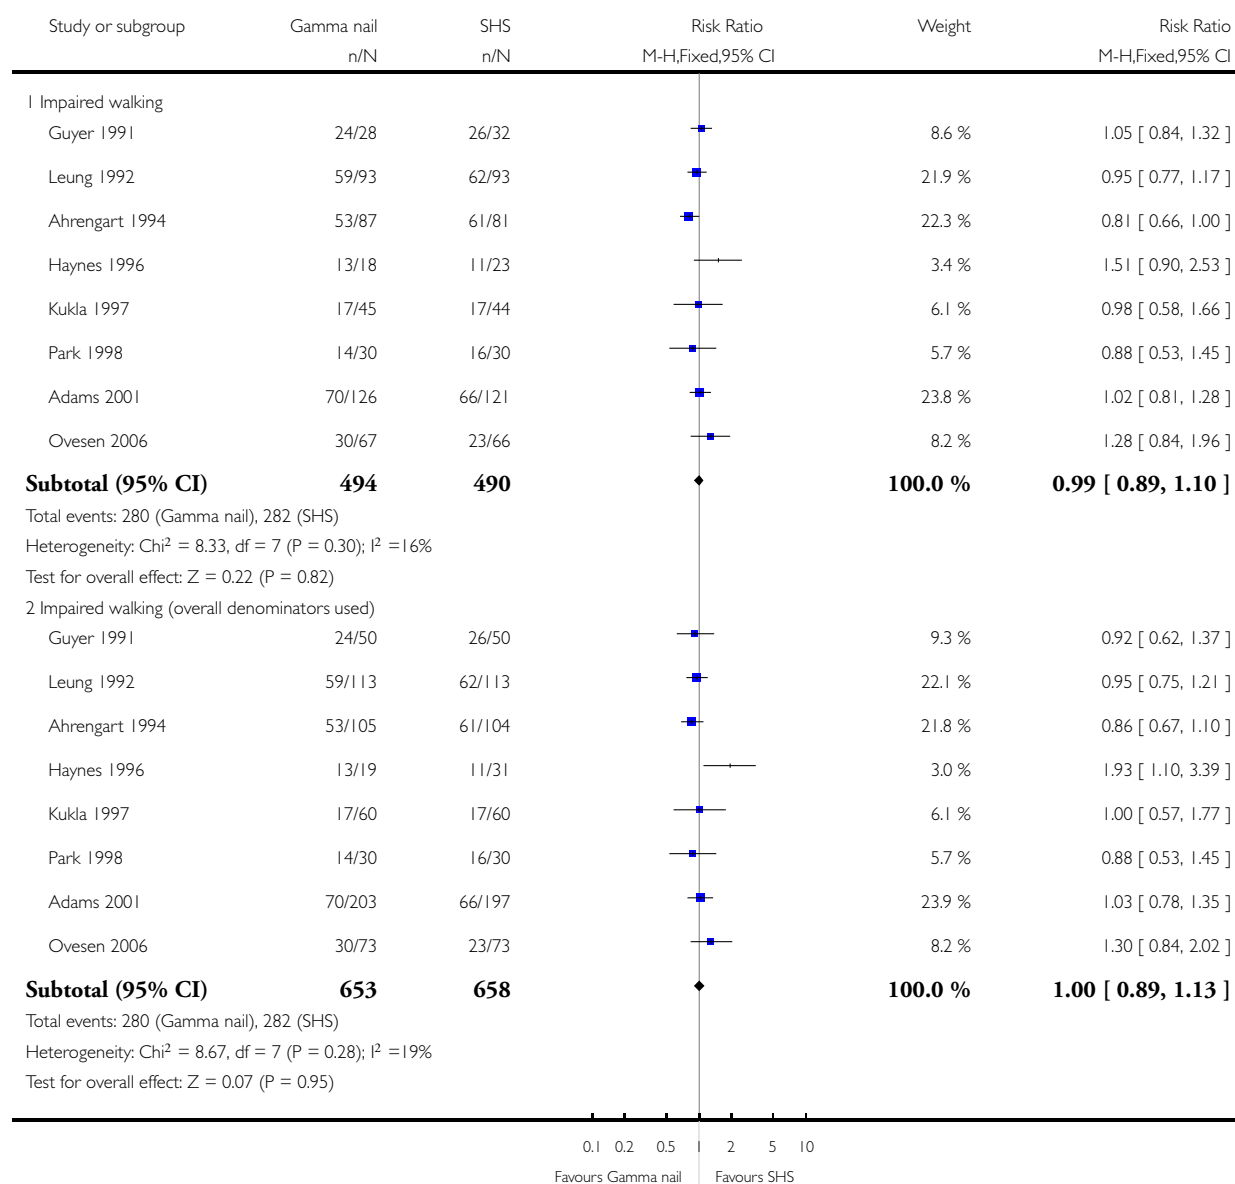 Study or subgroup Gamma nail SHS Risk Ratio Weight Risk Ratio
n/N n/N M-H,Fixed,95% CI M-H,Fixed,95% CI
1 Impaired walking
Guyer 1991 24/28 26/32 8.6 % 1.05 [ 0.84, 1.32 ]
Leung 1992 59/93 62/93 21.9 % 0.95 [ 0.77, 1.17 ]
Ahrengart 1994 53/87 61/81 22.3 % 0.81 [ 0.66, 1.00 ]
Haynes 1996 13/18 11/23 3.4 % 1.51 [ 0.90, 2.53 ]
Kukla 1997 17/45 17/44 6.1 % 0.98 [ 0.58, 1.66 ]
Park 1998 14/30 16/30 5.7 % 0.88 [ 0.53, 1.45 ]
Adams 2001 70/126 66/121 23.8 % 1.02 [ 0.81, 1.28 ]
Ovesen 2006 30/67 23/66 8.2 % 1.28 [ 0.84, 1.96 ]
Subtotal (95% CI) 494 490 100.0 % 0.99 [ 0.89, 1.10 ]
Total events: 280 (Gamma nail), 282 (SHS)
Heterogeneity: Chi² = 8.33, df = 7 (P = 0.30); I² =16%
Test for overall effect: Z = 0.22 (P = 0.82)
2 Impaired walking (overall denominators used)
Guyer 1991 24/50 26/50 9.3 % 0.92 [ 0.62, 1.37 ]
Leung 1992 59/113 62/113 22.1 % 0.95 [ 0.75, 1.21 ]
Ahrengart 1994 53/105 61/104 21.8 % 0.86 [ 0.67, 1.10 ]
Haynes 1996 13/19 11/31 3.0 % 1.93 [ 1.10, 3.39 ]
Kukla 1997 17/60 17/60 6.1 % 1.00 [ 0.57, 1.77 ]
Park 1998 14/30 16/30 5.7 % 0.88 [ 0.53, 1.45 ]
Adams 2001 70/203 66/197 23.9 % 1.03 [ 0.78, 1.35 ]
Ovesen 2006 30/73 23/73 8.2 % 1.30 [ 0.84, 2.02 ]
Subtotal (95% CI) 653 658 100.0 % 1.00 [ 0.89, 1.13 ]
Total events: 280 (Gamma nail), 282 (SHS)
Heterogeneity: Chi² = 8.67, df = 7 (P = 0.28); I² =19%
Test for overall effect: Z = 0.07 (P = 0.95)
0.1 0.2 0.5 1 2 5 10
Favours Gamma nail Favours SHS